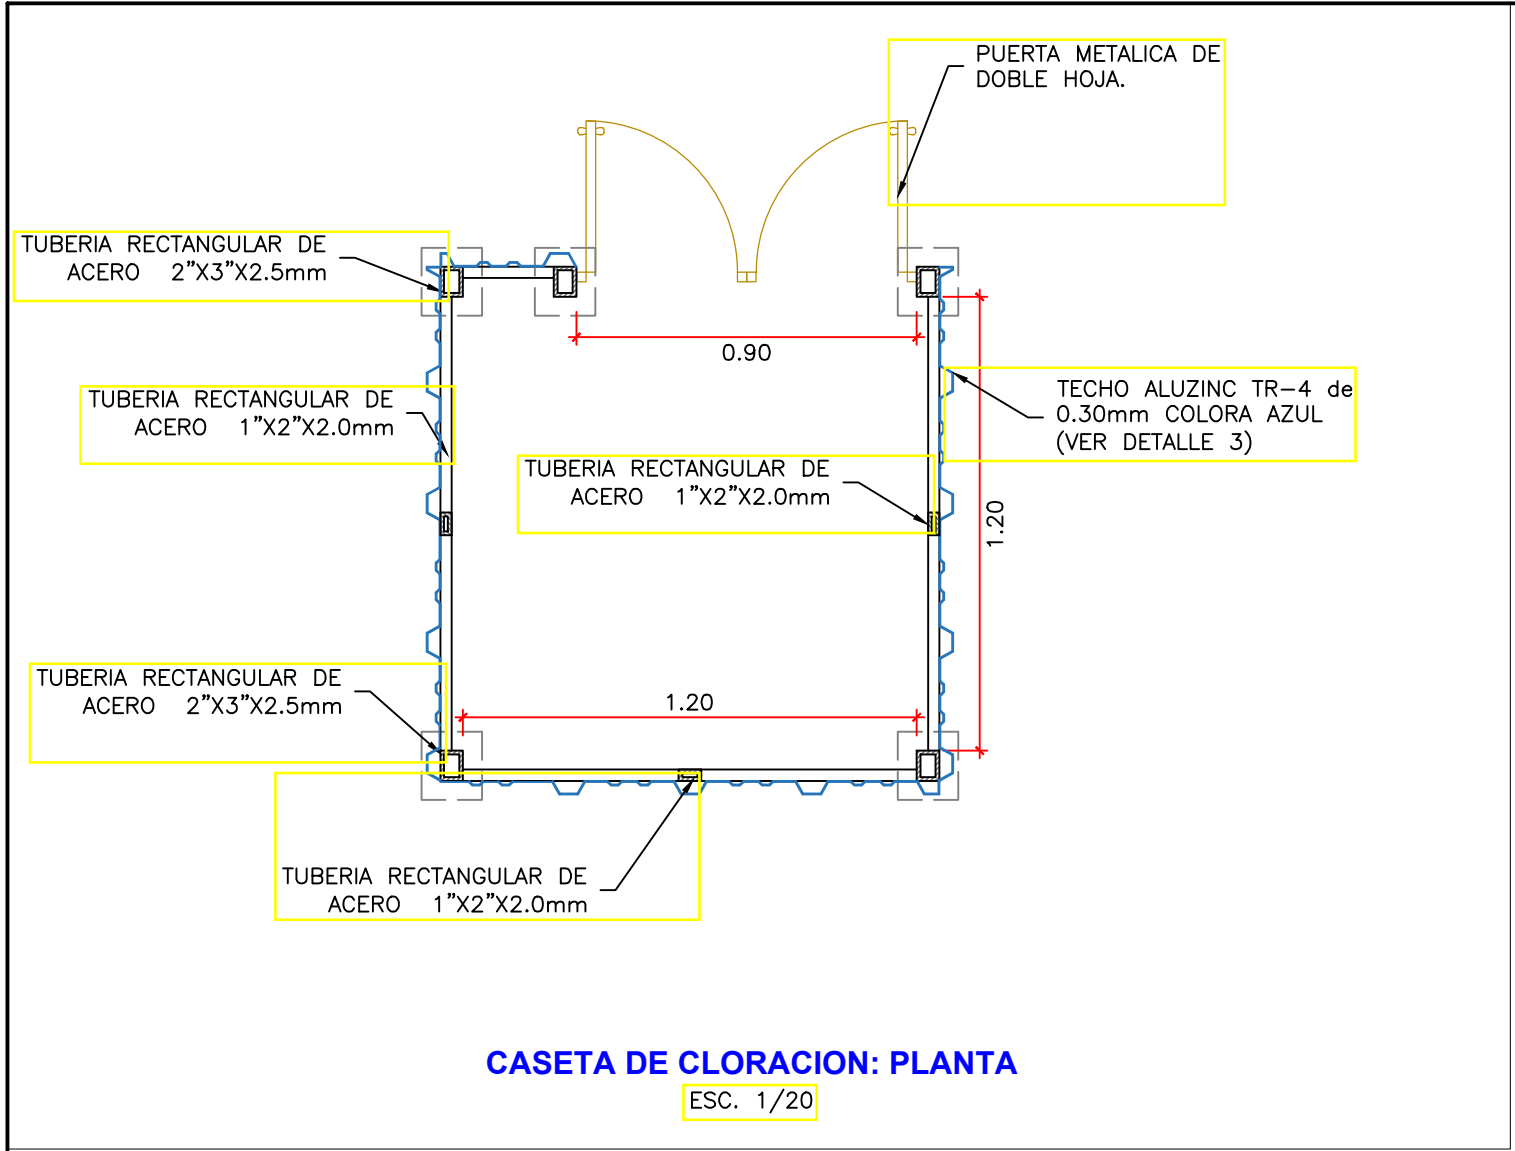 PUERTA METALICA DE
DOBLE HOJA.
TUBERIA RECTANGULAR DE
ACERO 2"X3"X2.5mm
0.90
TUBERIA RECTANGULAR DE
ACERO 1"X2"X2.0mm
TECHO ALUZINC TR-4 de
0.30mm COLORA AZUL
(VER DETALLE 3)
TUBERIA RECTANGULAR DE
ACERO 1"X2"X2.0mm
1.20
TUBERIA RECTANGULAR DE
ACERO 2"X3"X2.5mm
1.20
TUBERIA RECTANGULAR DE
ACERO 1"X2"X2.0mm
CASETA DE CLORACION: PLANTA
ESC. 1/20